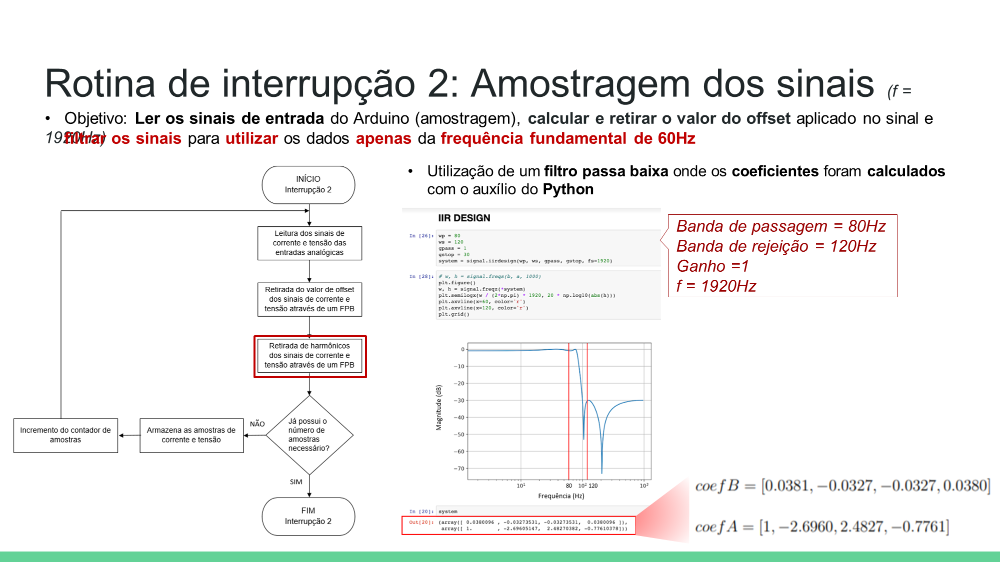 Rotina de interrupção 2: Amostragem dos sinais (f =
1920Hz)
• Objetivo: Ler os sinais de entrada do Arduino (amostragem), calcular e retirar o valor do offset aplicado no sinal e
filtrar os sinais para utilizar os dados apenas da frequência fundamental de 60Hz
INÍCIO
Interrupção 2
Leitura dos sinais de
corrente e tensão das
entradas analógicas
Retirada do valor de offset
dos sinais de corrente e
tensão através de um FPB
Retirada de harmônicos
dos sinais de corrente e
tensão através de um FPB
Já possui o
número de
amostras
necessário?
NÃO
Armazena as amostras de
corrente e tensão
Incremento do contador de
amostras
SIM
FIM
Interrupção 2
• Utilização de um filtro passa baixa onde os coeficientes foram calculados
com o auxílio do Python
IIR DESIGN
In [26]: wp = 80
ws = 120
gpass = 1
gstop = 30
system = signal.iirdesign(wp, ws, gpass, gstop, fs=1920)
In [28]: # w, h = signal.freqs(b, a, 1000)
plt.figure()
w, h = signal.freqz(*system)
plt.semilogx(w / (2*np.pi) * 1920, 20 * np.log10(abs(h)))
plt.axvline(x=60, color='r')
plt.axvline(x=120, color='r')
plt.grid()
Banda de passagem = 80Hz
Banda de rejeição = 120Hz
Ganho =1
f = 1920Hz
0
−10
−20
−30
−40
−50
−60
−70
Magnitude (dB)
10¹ 80 10² 120 10³
Frequência (Hz)
In [20]: system
Out[20]: (array([ 0.0380096 , -0.03273531, -0.03273531, 0.0380096 ]),
array([ 1. , -2.69605147, 2.48270382, -0.77610378]))
coefB = [0.0381, −0.0327, −0.0327, 0.0380]
coefA = [1, −2.6960, 2.4827, −0.7761]